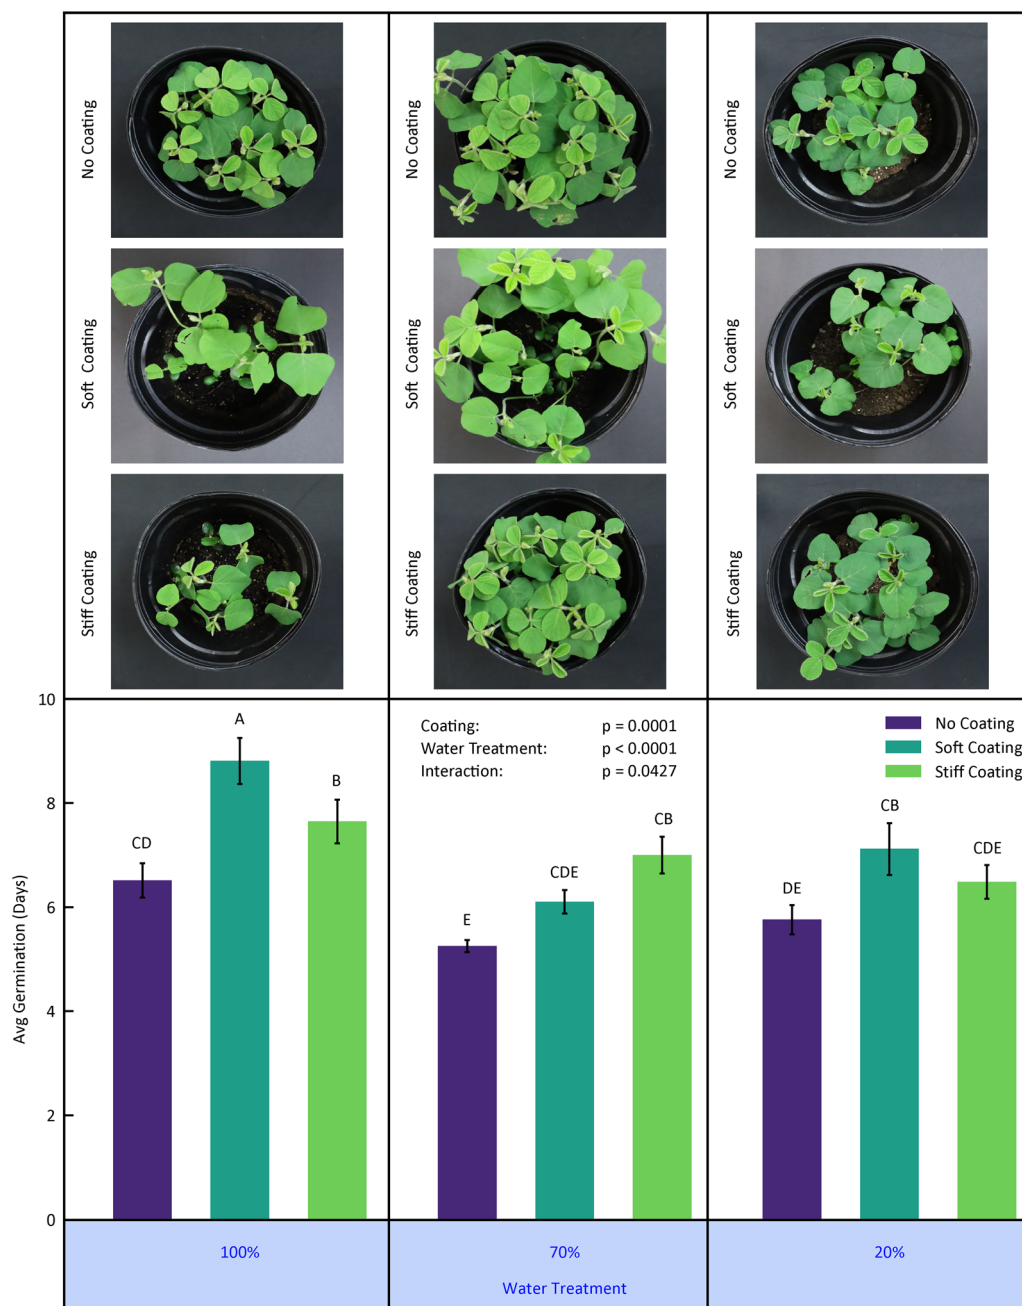 No Coating
No Coating
No Coating
Soft Coating
Soft Coating
Soft Coating
Stiff Coating
Stiff Coating
Stiff Coating
10
8
6
4
2
0
Avg Germination (Days)
CD
A
B
Coating: p = 0.0001
Water Treatment: p < 0.0001
Interaction: p = 0.0427
E
CDE
CB
No Coating
Soft Coating
Stiff Coating
DE
CB
CDE
100%
70%
20%
Water Treatment